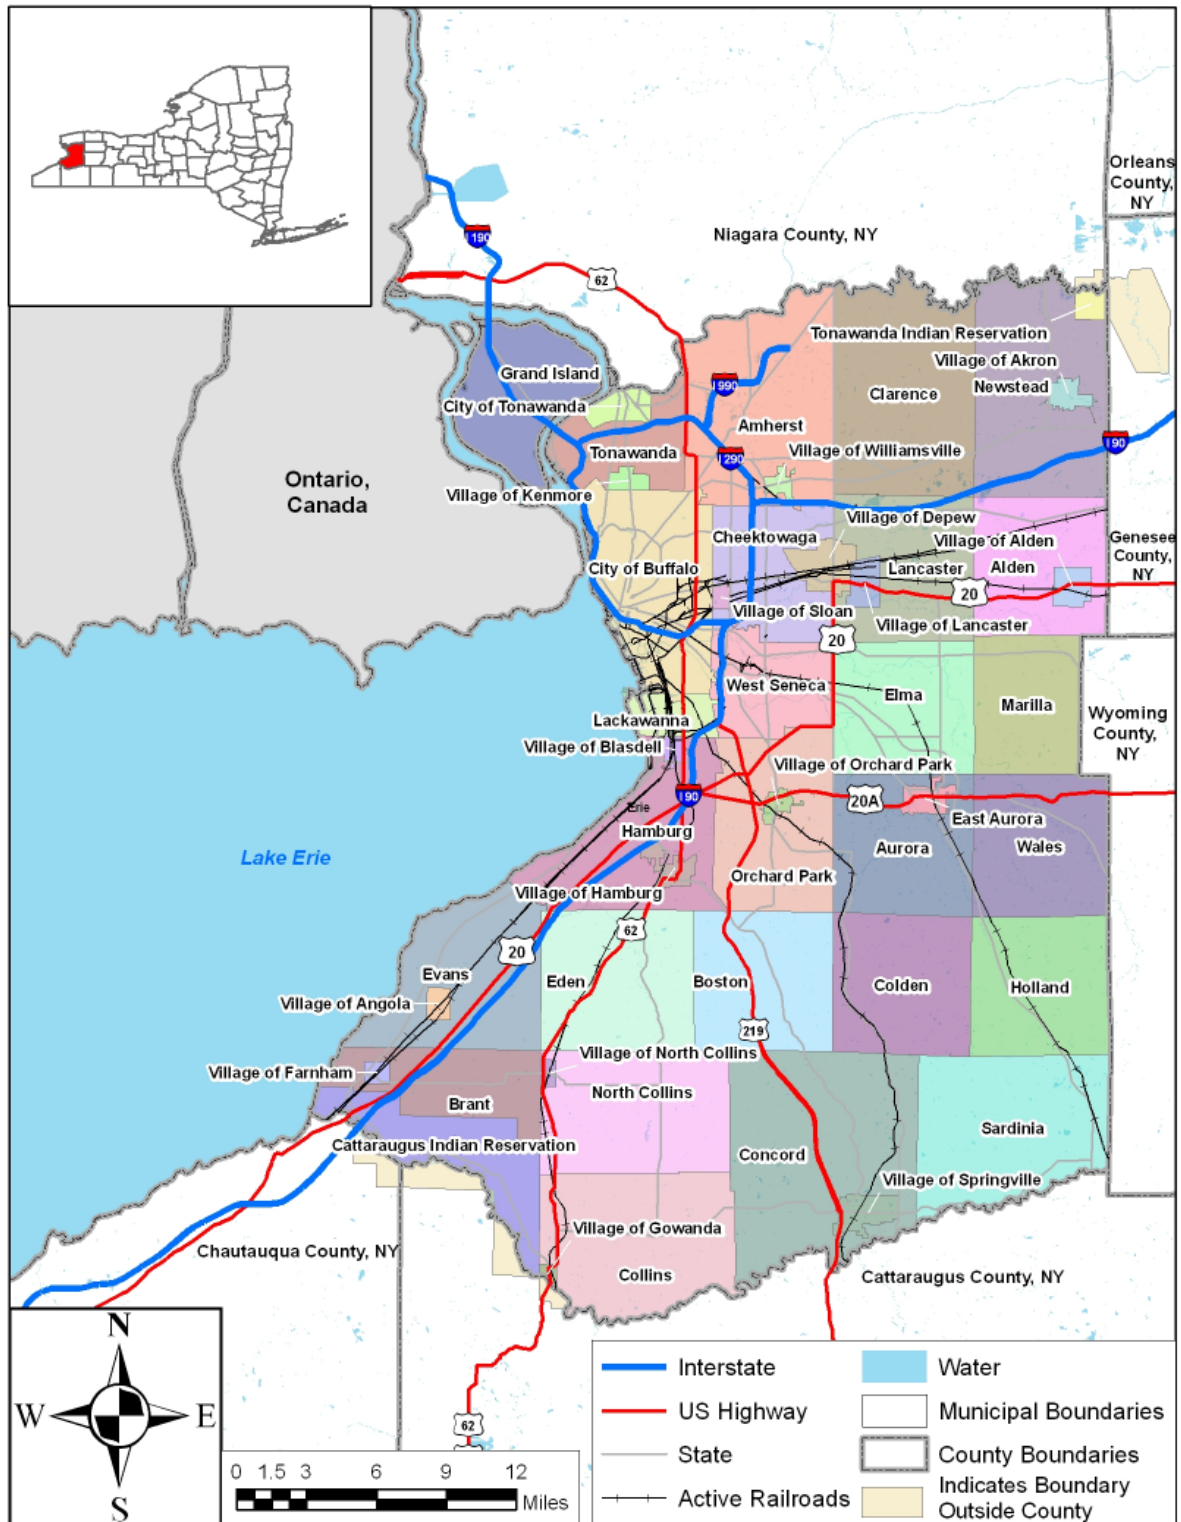 Orleans
County,
NY
Niagara County, NY
I 190
62
Tonawanda Indian Reservation
Village of Akron
Newstead
Grand Island
I 990
Clarence
City of Tonawanda
Amherst
I 90
Tonawanda
I 290
Village of Williamsville
Ontario,
Canada
Village of Kenmore
Village of Depew
Cheektowaga
Village of Alden
Genesee
County,
NY
City of Buffalo
Lancaster
Alden
20
Village of Sloan
Village of Lancaster
20
West Seneca
Elma
Marilla
Lackawanna
Wyoming
County,
NY
Village of Blasdell
Village of Orchard Park
I 90
20A
Erie
East Aurora
Hamburg
Lake Erie
Aurora
Wales
Orchard Park
Village of Hamburg
62
20
Evans
Eden
Boston
Colden
Holland
Village of Angola
219
Village of North Collins
Village of Farnham
North Collins
Brant
Sardinia
Cattaraugus Indian Reservation
Concord
Village of Springville
Village of Gowanda
Chautauqua County, NY
Collins
Cattaraugus County, NY
N
W
E
S
62
0 1.5 3 6 9 12
Miles
Interstate
US Highway
State
Active Railroads
Water
Municipal Boundaries
County Boundaries
Indicates Boundary
Outside County